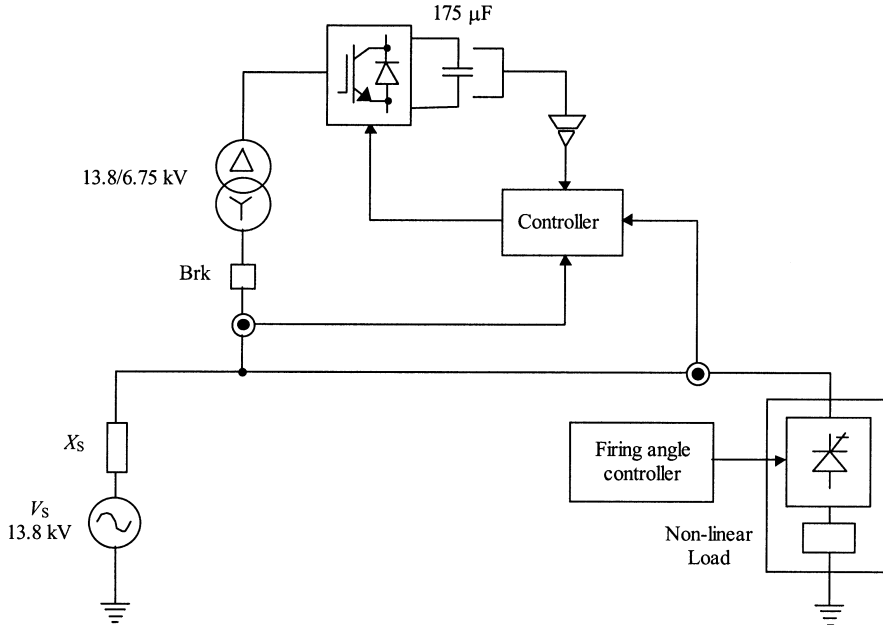 175 μF
13.8/6.75 kV
Controller
Brk
X_S
Firing angle
controller
V_S
13.8 kV
Non-linear
Load